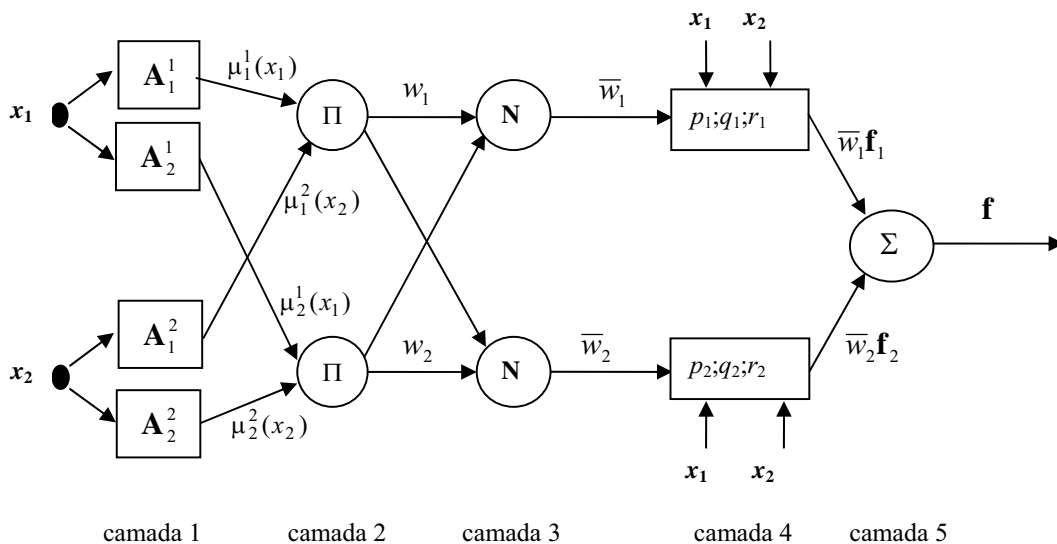 x₁ x₂
A₁¹ μ₁¹(x₁) Π w₁ N w̅₁ p₁;q₁;r₁
x₁
A₂¹ w̅₁f₁
μ₁²(x₂)
Σ f
μ₂¹(x₁)
A₁² w₂ w̅₂ w̅₂f₂
x₂ Π N p₂;q₂;r₂
A₂² μ₂²(x₂)
x₁ x₂
camada 1 camada 2 camada 3 camada 4 camada 5